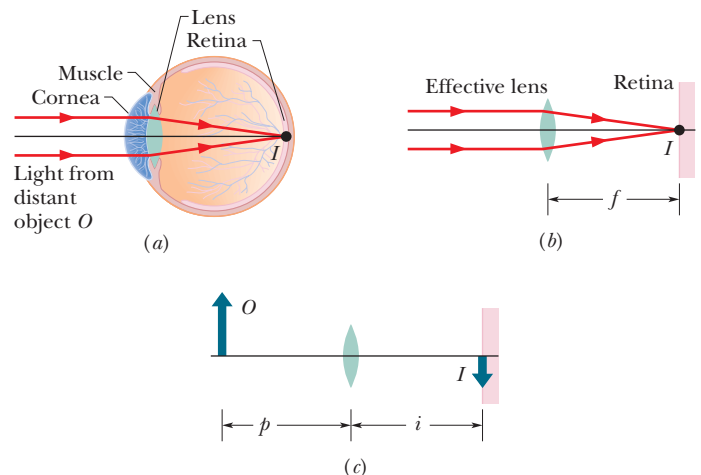 Lens
Retina
Muscle
Cornea
I
Light from
distant
object O
(a)
Effective lens
Retina
I
f
(b)
O
I
p
i
(c)